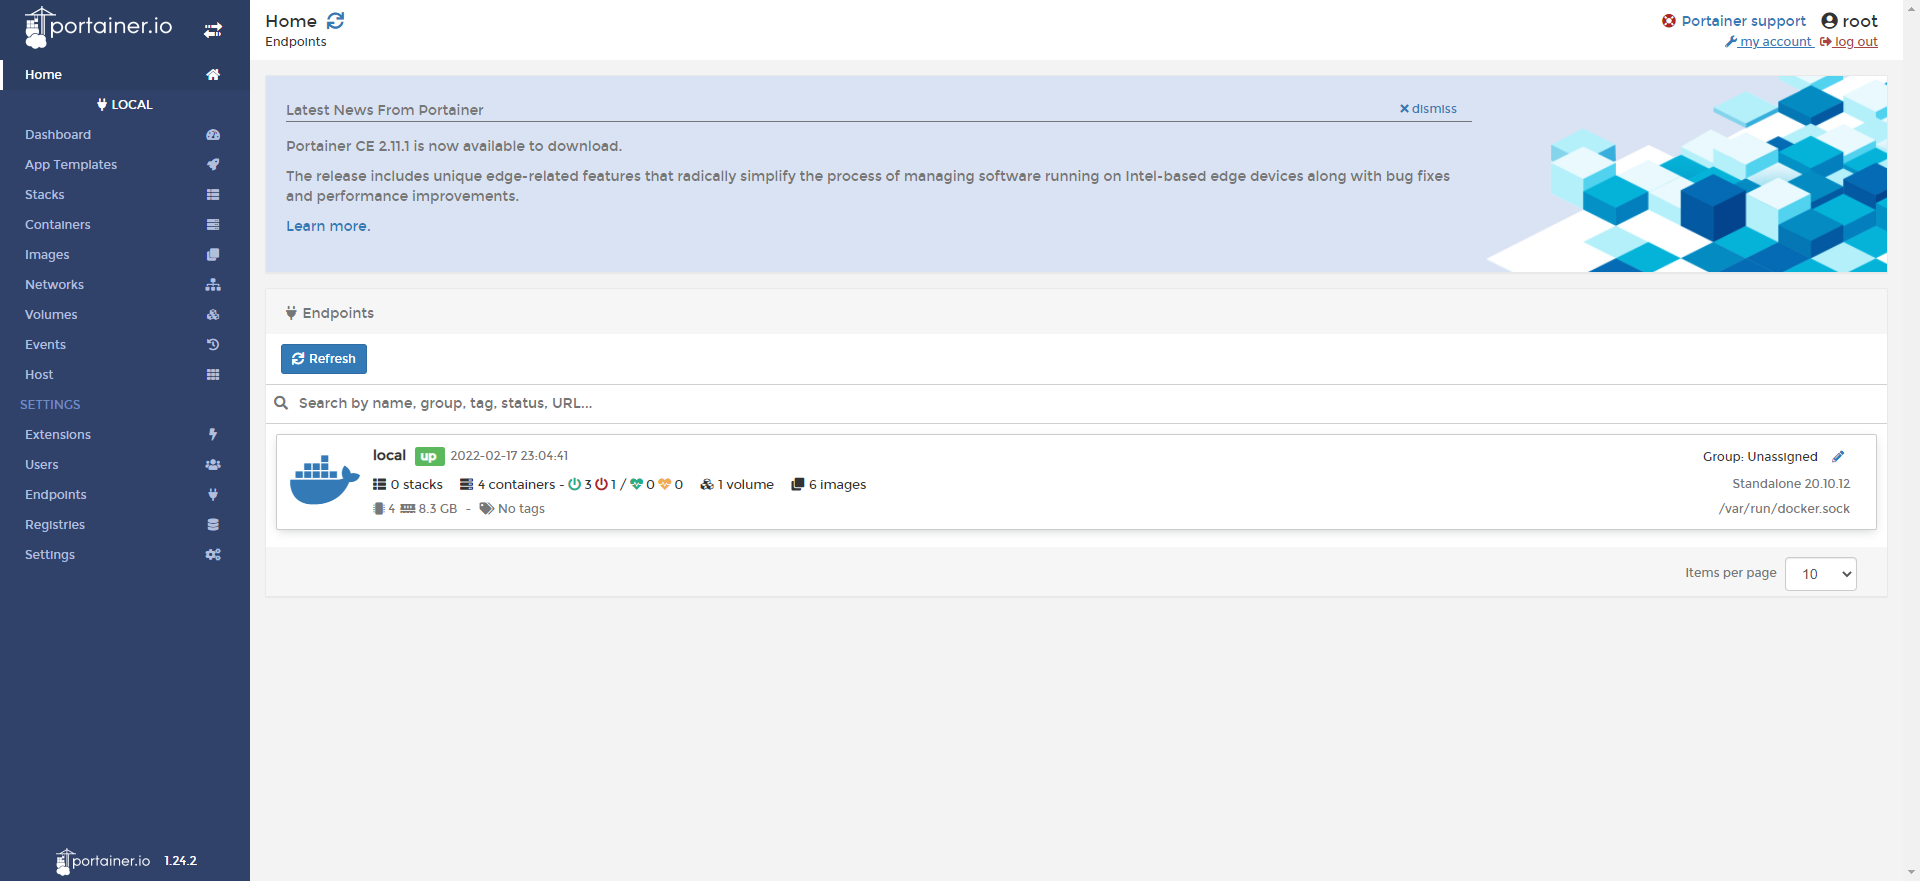 portainer.io
Home
LOCAL
Dashboard
App Templates
Stacks
Containers
Images
Networks
Volumes
Events
Host
SETTINGS
Extensions
Users
Endpoints
Registries
Settings
portainer.io 1.24.2
Home
Endpoints
Portainer support root
my account log out
Latest News From Portainer dismiss
Portainer CE 2.11.1 is now available to download.
The release includes unique edge-related features that radically simplify the process of managing software running on Intel-based edge devices along with bug fixes
and performance improvements.
Learn more.
Endpoints
Refresh
Search by name, group, tag, status, URL...
local up 2022-02-17 23:04:41 Group: Unassigned
0 stacks 4 containers - 3 1 / 0 0 1 volume 6 images Standalone 20.10.12
4 8.3 GB - No tags /var/run/docker.sock
Items per page 10